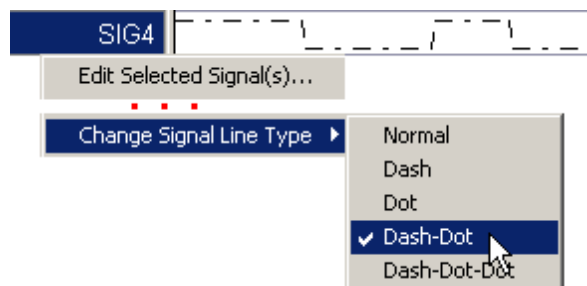 SIG4
Edit Selected Signal(s)...
Change Signal Line Type
Normal
Dash
Dot
Dash-Dot
Dash-Dot-Dot